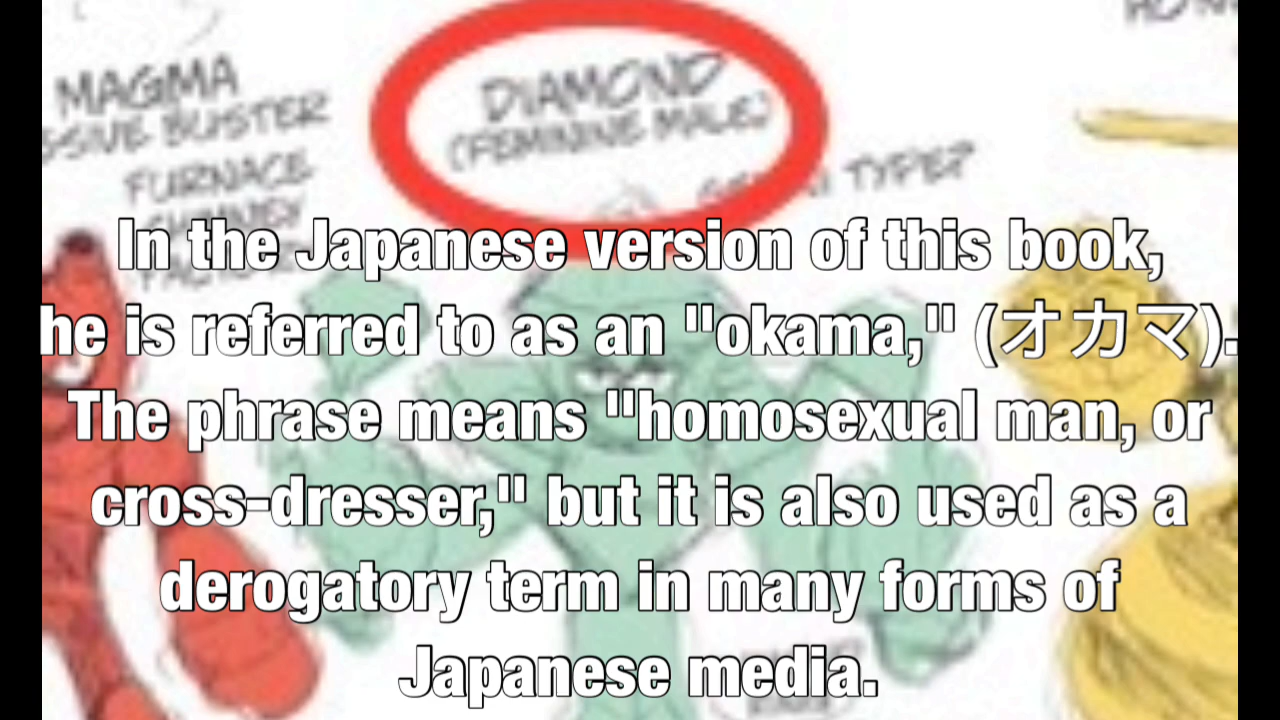 HON
MAGMA
SSIVE BUSTER
FURNACE
DIAMOND
(FEMININE MALE)
TYPE?
In the Japanese version of this book,
he is referred to as an "okama," (オカマ).
The phrase means "homosexual man, or
cross-dresser," but it is also used as a
derogatory term in many forms of
Japanese media.